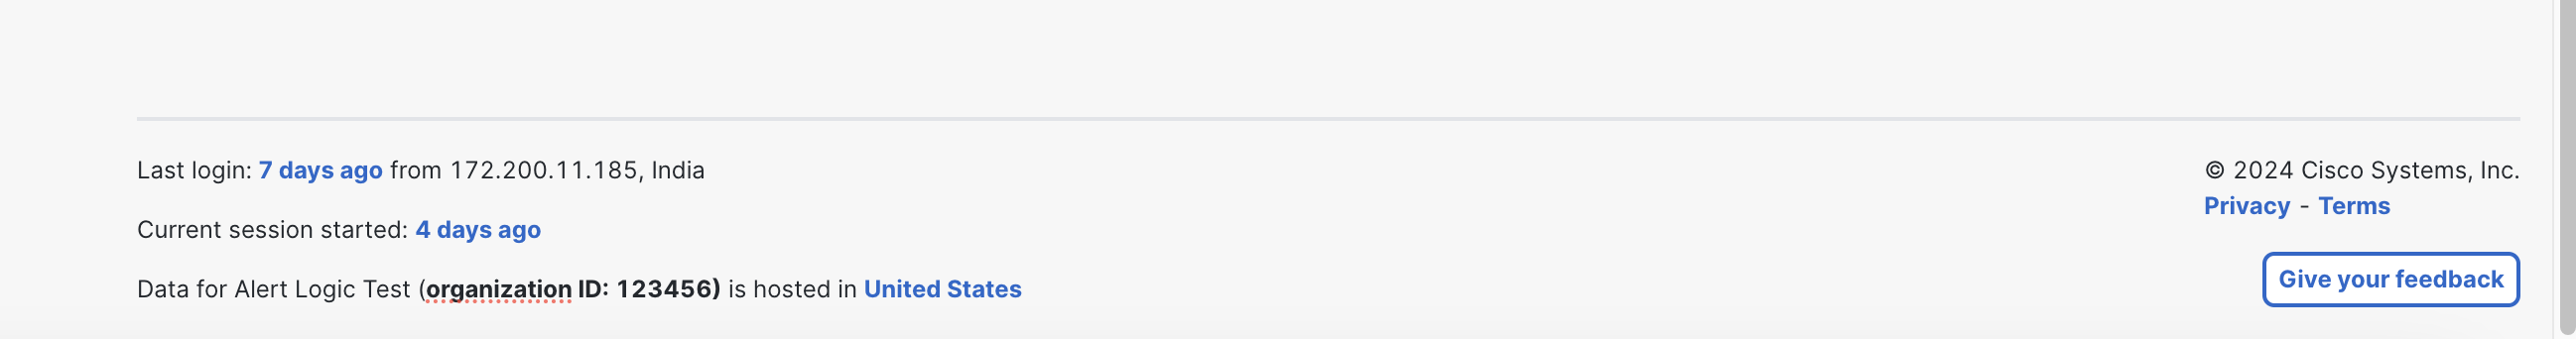 Last login: 7 days ago from 172.200.11.185, India
Current session started: 4 days ago
Data for Alert Logic Test (organization ID: 123456) is hosted in United States
© 2024 Cisco Systems, Inc.
Privacy - Terms
Give your feedback